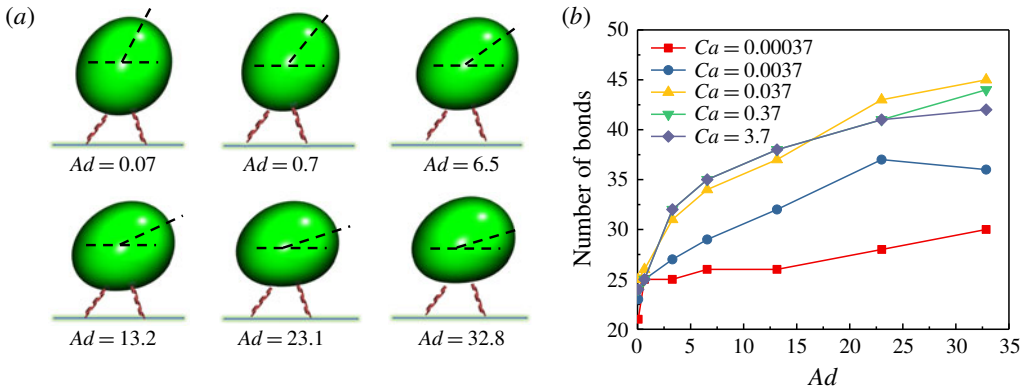 (a)
Ad = 0.07
Ad = 0.7
Ad = 6.5
Ad = 13.2
Ad = 23.1
Ad = 32.8
(b)
50
45
40
35
30
25
20
Number of bonds
Ca = 0.00037
Ca = 0.0037
Ca = 0.037
Ca = 0.37
Ca = 3.7
0
5
10
15
20
25
30
35
Ad